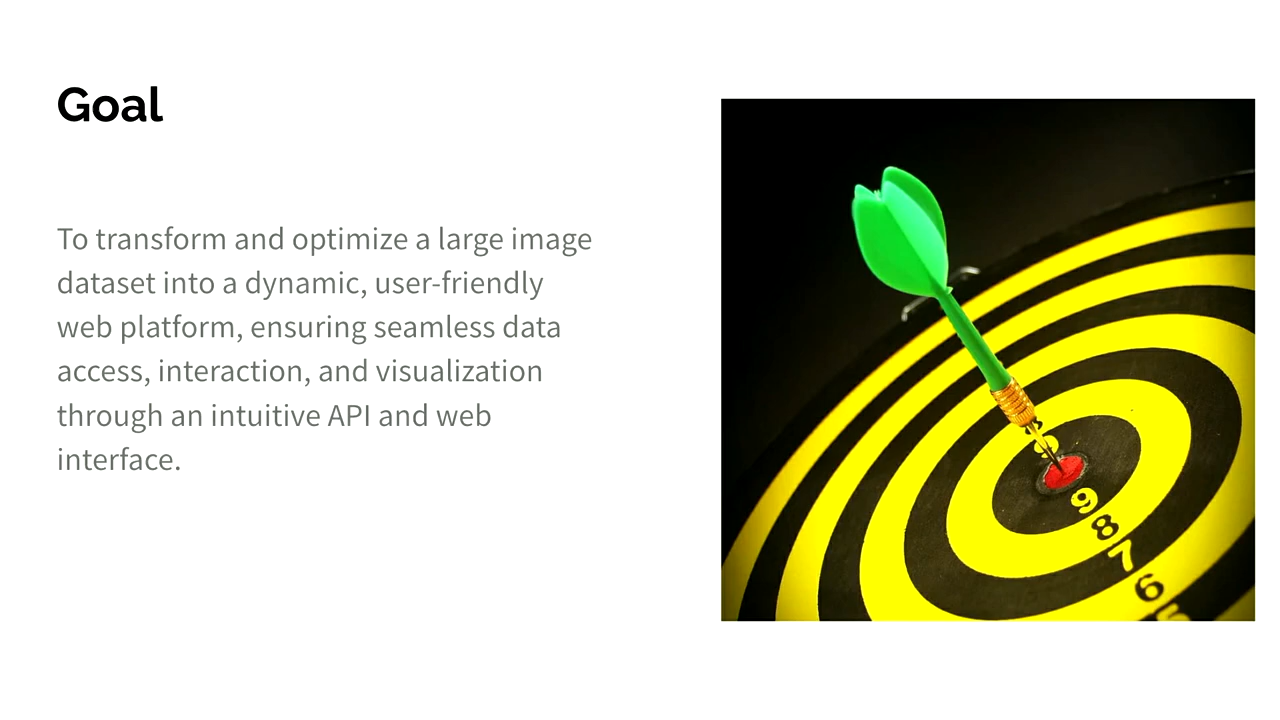 Goal
To transform and optimize a large image
dataset into a dynamic, user-friendly
web platform, ensuring seamless data
access, interaction, and visualization
through an intuitive API and web
interface.
9
8
7
6
5